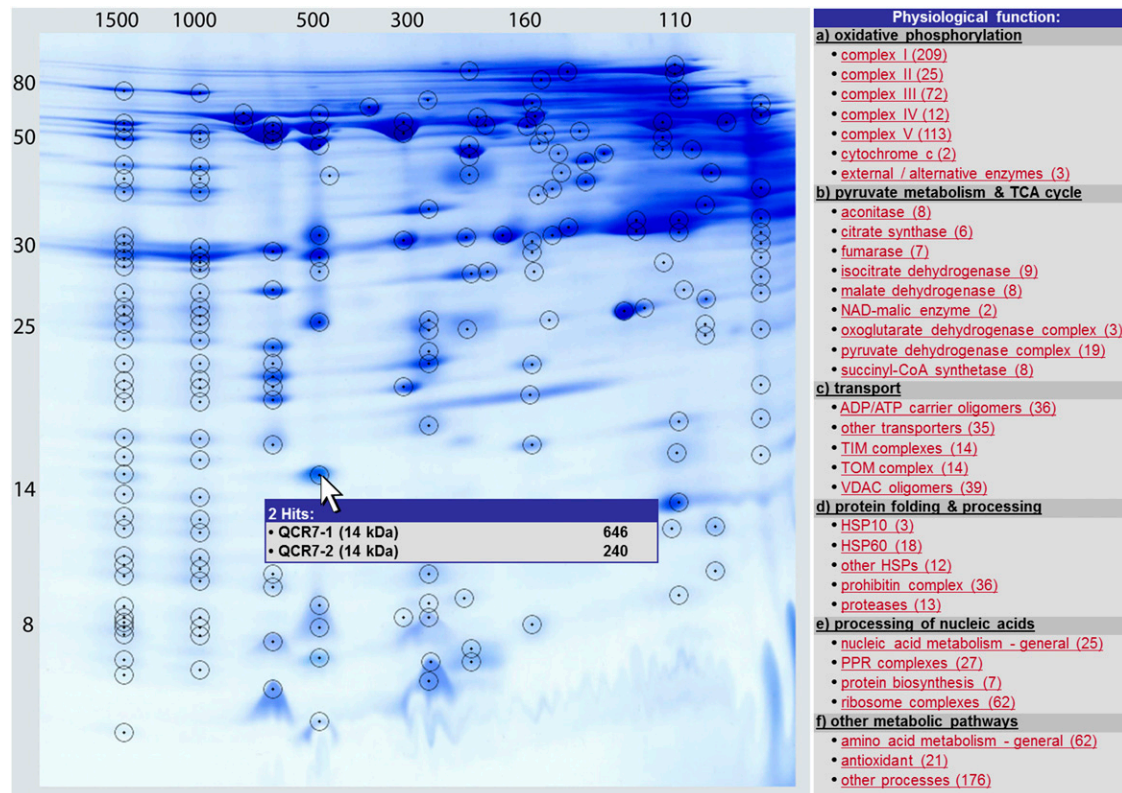 1500 1000 500 300 160 110
80
50
30
25
14
8
2 Hits:
• QCR7-1 (14 kDa) 646
• QCR7-2 (14 kDa) 240
Physiological function:
a) oxidative phosphorylation
• complex I (209)
• complex II (25)
• complex III (72)
• complex IV (12)
• complex V (113)
• cytochrome c (2)
• external / alternative enzymes (3)
b) pyruvate metabolism & TCA cycle
• aconitase (8)
• citrate synthase (6)
• fumarase (7)
• isocitrate dehydrogenase (9)
• malate dehydrogenase (8)
• NAD-malic enzyme (2)
• oxoglutarate dehydrogenase complex (3)
• pyruvate dehydrogenase complex (19)
• succinyl-CoA synthetase (8)
c) transport
• ADP/ATP carrier oligomers (36)
• other transporters (35)
• TIM complexes (14)
• TOM complex (14)
• VDAC oligomers (39)
d) protein folding & processing
• HSP10 (3)
• HSP60 (18)
• other HSPs (12)
• prohibitin complex (36)
• proteases (13)
e) processing of nucleic acids
• nucleic acid metabolism - general (25)
• PPR complexes (27)
• protein biosynthesis (7)
• ribosome complexes (62)
f) other metabolic pathways
• amino acid metabolism - general (62)
• antioxidant (21)
• other processes (176)